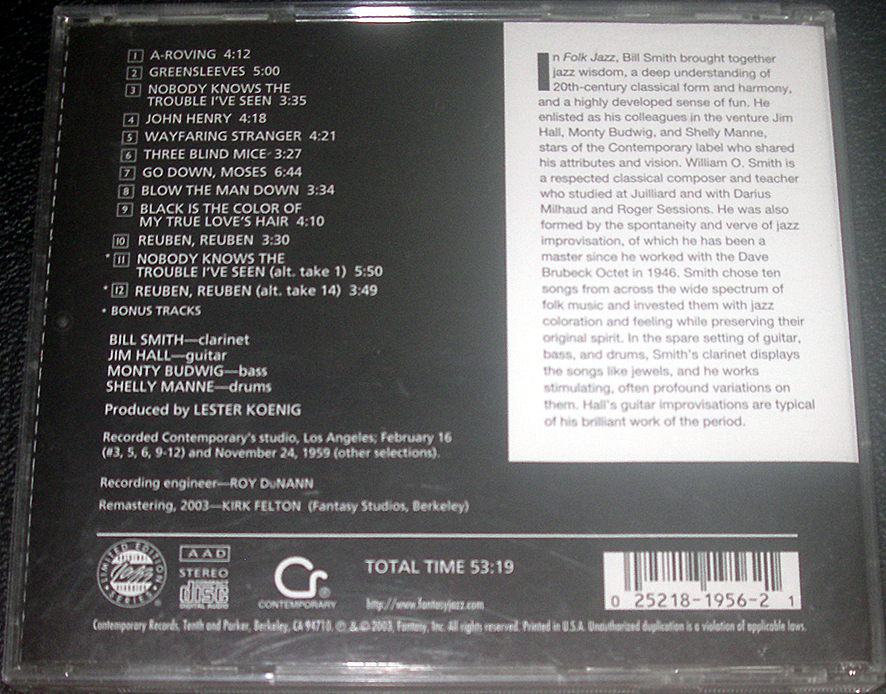 1 A-ROVING 4:12
2 GREENSLEEVES 5:00
3 NOBODY KNOWS THE
TROUBLE I'VE SEEN 3:35
4 JOHN HENRY 4:18
5 WAYFARING STRANGER 4:21
6 THREE BLIND MICE 3:27
7 GO DOWN, MOSES 6:44
8 BLOW THE MAN DOWN 3:34
9 BLACK IS THE COLOR OF
MY TRUE LOVE'S HAIR 4:10
10 REUBEN, REUBEN 3:30
* 11 NOBODY KNOWS THE
TROUBLE I'VE SEEN (alt. take 1) 5:50
* 12 REUBEN, REUBEN (alt. take 14) 3:49
* BONUS TRACKS
BILL SMITH—clarinet
JIM HALL—guitar
MONTY BUDWIG—bass
SHELLY MANNE—drums
Produced by LESTER KOENIG
Recorded Contemporary's studio, Los Angeles; February 16
(#3, 5, 6, 9-12) and November 24, 1959 (other selections).
Recording engineer—ROY DuNANN
Remastering, 2003—KIRK FELTON (Fantasy Studios, Berkeley)
In Folk Jazz, Bill Smith brought together
jazz wisdom, a deep understanding of
20th-century classical form and harmony,
and a highly developed sense of fun. He
enlisted as his colleagues in the venture Jim
Hall, Monty Budwig, and Shelly Manne,
stars of the Contemporary label who shared
his attributes and vision. William O. Smith is
a respected classical composer and teacher
who studied at Juilliard and with Darius
Milhaud and Roger Sessions. He was also
formed by the spontaneity and verve of jazz
improvisation, of which he has been a
master since he worked with the Dave
Brubeck Octet in 1946. Smith chose ten
songs from across the wide spectrum of
folk music and invested them with jazz
coloration and feeling while preserving their
original spirit. In the spare setting of guitar,
bass, and drums, Smith's clarinet displays
the songs like jewels, and he works
stimulating, often profound variations on
them. Hall's guitar improvisations are typical
of his brilliant work of the period.
LIMITED EDITION
ORIGINAL
Jazz
CLASSICS
SERIES
AAD
STEREO
COMPACT
disc
DIGITAL AUDIO
Cr®
CONTEMPORARY
TOTAL TIME 53:19
http://www.fantasyjazz.com
0 25218-1956-2 1
Contemporary Records, Tenth and Parker, Berkeley, CA 94710. ℗ & © 2003, Fantasy, Inc. All rights reserved. Printed in U.S.A. Unauthorized duplication is a violation of applicable laws.